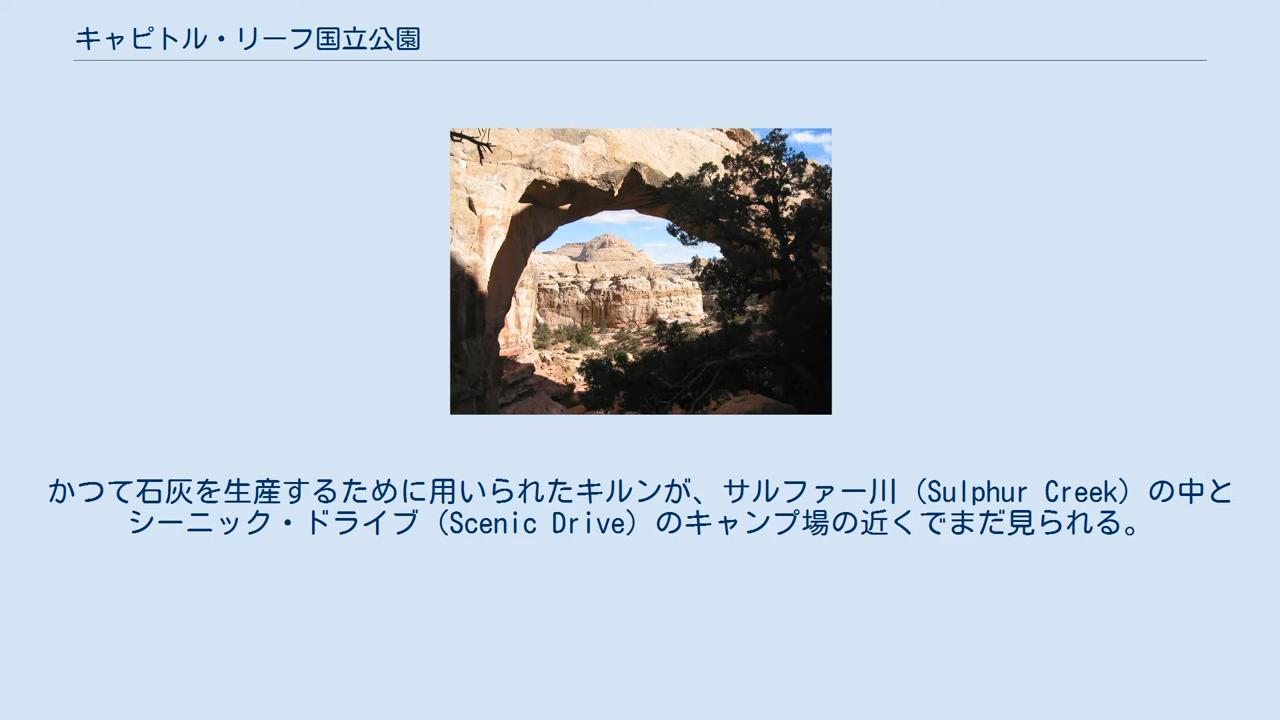 キャピトル・リーフ国立公園
かつて石灰を生産するために用いられたキルンが、サルファー川（Sulphur Creek）の中と
シーニック・ドライブ（Scenic Drive）のキャンプ場の近くでまだ見られる。